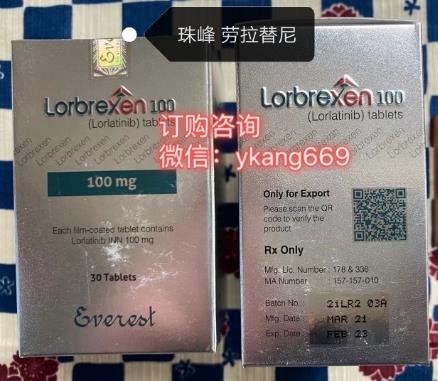 珠峰 劳拉替尼
Lorbrexen 100
(Lorlatinib) tablets
100 mg
Each film-coated tablet contains
Lorlatinib INN 100 mg
30 Tablets
Everest
Lorbrexen 100
(Lorlatinib) tablets
订购咨询
微信：ykang669
Only for Export
Please scan the QR
code to verify the
product
Rx Only
Mfg. Lic. Number : 178 & 336
MA Number : 157-157-010
Batch No. 21LR2 03A
Mfg. Date MAR 21
Exp. Date FEB 23